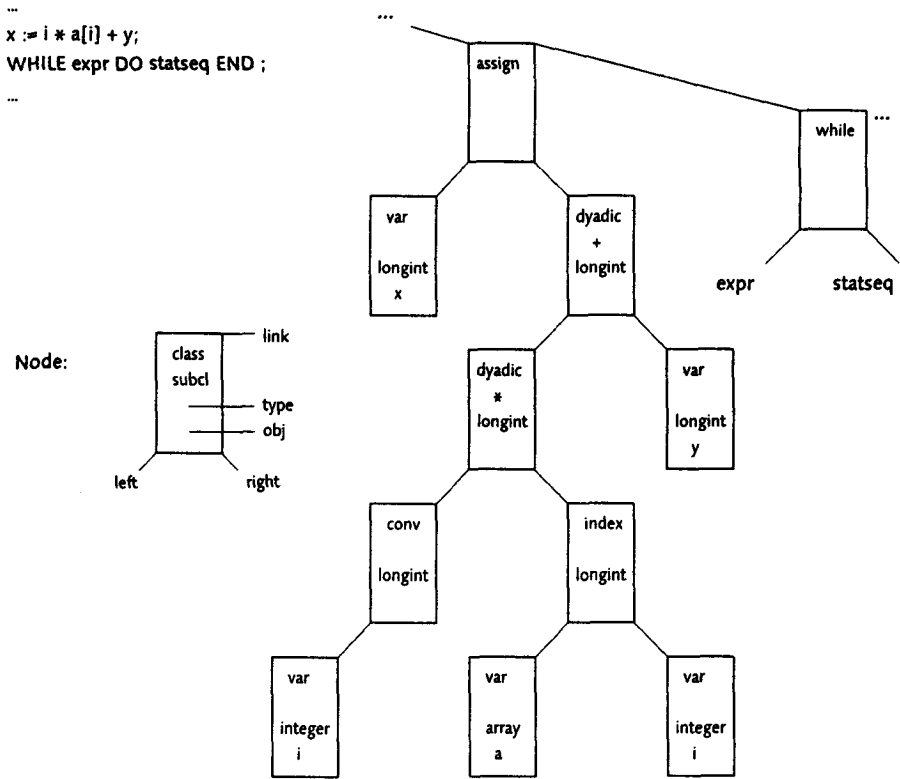 ...
x := i * a[i] + y;
WHILE expr DO statseq END ;
...
...
assign
while
...
var
longint
x
dyadic
+
longint
expr
statseq
Node:
class
subcl
link
type
obj
left
right
dyadic
*
longint
var
longint
y
conv
longint
index
longint
var
integer
i
var
array
a
var
integer
i